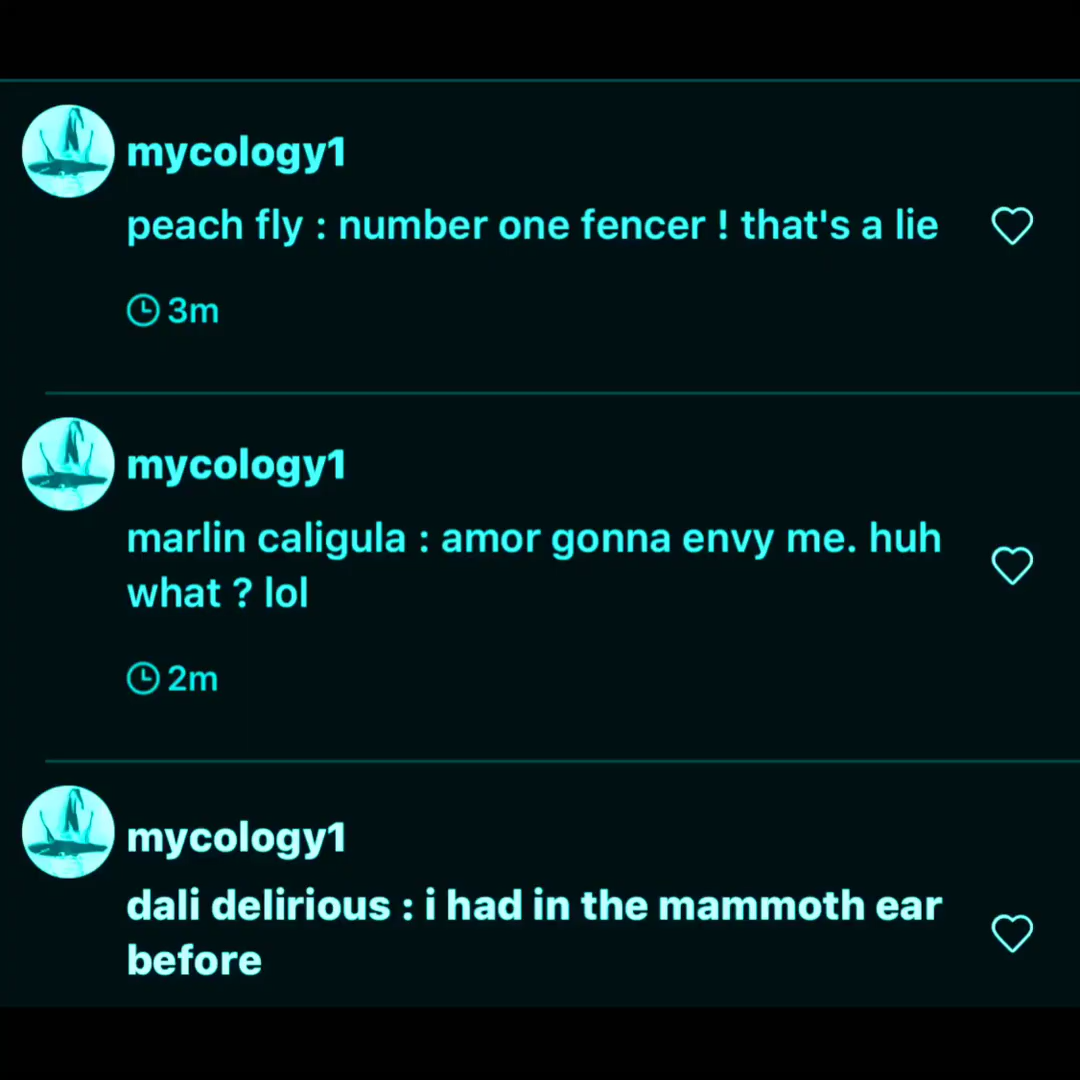 mycology1
peach fly : number one fencer ! that's a lie
3m
mycology1
marlin caligula : amor gonna envy me. huh
what ? lol
2m
mycology1
dali delirious : i had in the mammoth ear
before